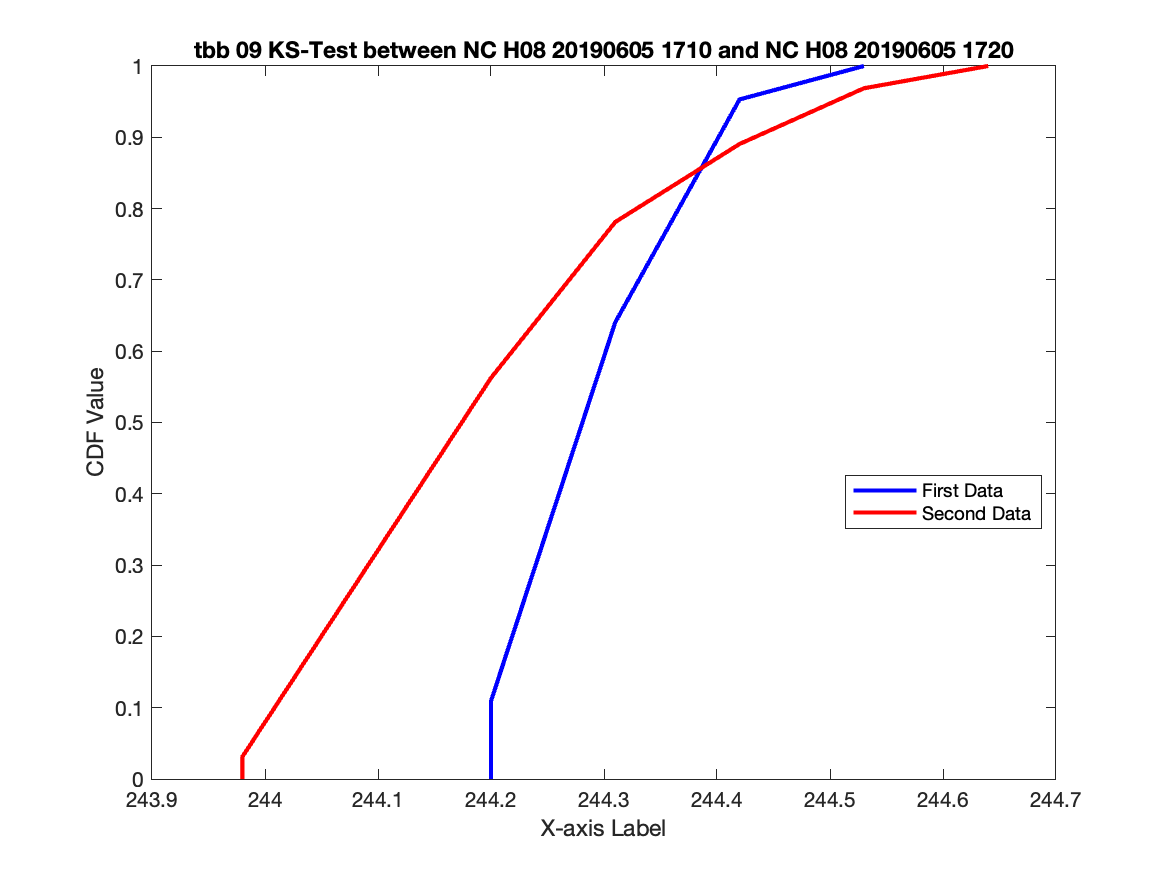 tbb 09 KS-Test between NC H08 20190605 1710 and NC H08 20190605 1720
1
0.9
0.8
0.7
0.6
0.5
0.4
0.3
0.2
0.1
0
CDF Value
First Data
Second Data
243.9 244 244.1 244.2 244.3 244.4 244.5 244.6 244.7
X-axis Label